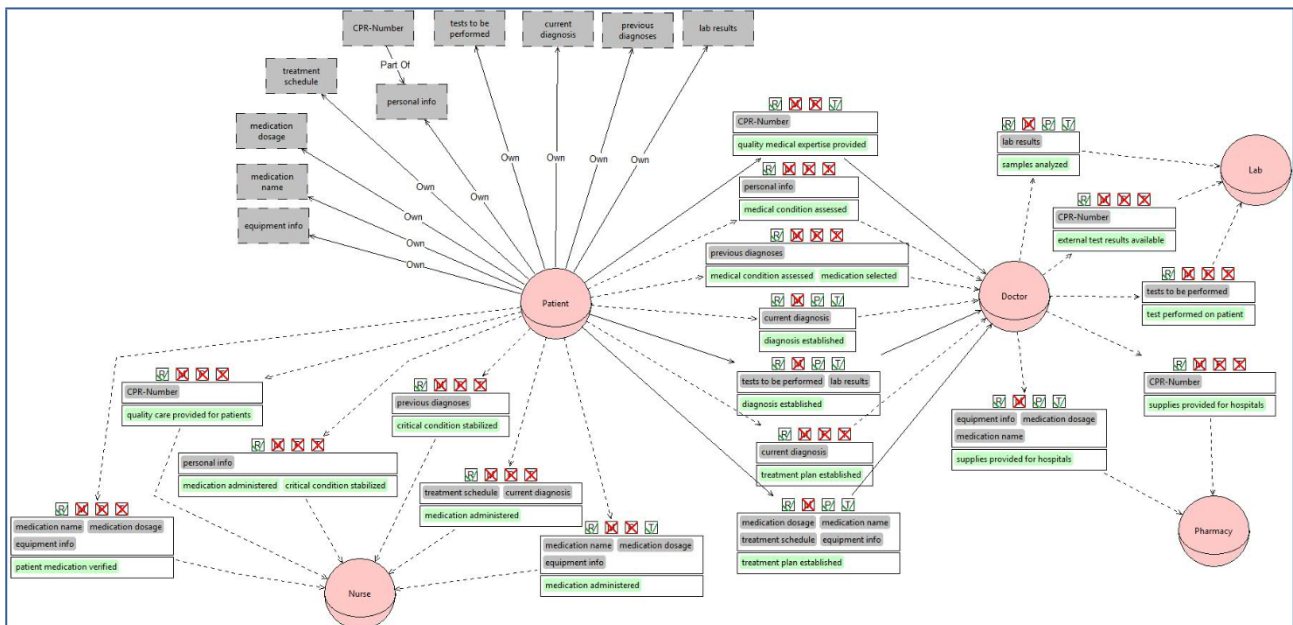 CPR-Number
tests to be
performed
current
diagnosis
previous
diagnoses
lab results
Part Of
treatment
schedule
personal info
medication
dosage
medication
name
equipment info
Own
Own
Own
Own
Own
Own
Own
Own
Own
Own
Patient
R M P T
CPR-Number
quality medical expertise provided
R M P T
personal info
medical condition assessed
R M P T
previous diagnoses
medical condition assessed medication selected
R M P T
current diagnosis
diagnosis established
R M P T
tests to be performed lab results
diagnosis established
R M P T
current diagnosis
treatment plan established
R M P T
medication dosage medication name
treatment schedule equipment info
treatment plan established
Doctor
R M P T
lab results
samples analyzed
Lab
R M P T
CPR-Number
external test results available
R M P T
tests to be performed
test performed on patient
R M P T
CPR-Number
supplies provided for hospitals
R M P T
equipment info medication dosage
medication name
supplies provided for hospitals
Pharmacy
R M P T
CPR-Number
quality care provided for patients
R M P T
previous diagnoses
critical condition stabilized
R M P T
personal info
medication administered critical condition stabilized
R M P T
treatment schedule current diagnosis
medication administered
R M P T
medication name medication dosage
equipment info
patient medication verified
R M P T
medication name medication dosage
equipment info
medication administered
Nurse